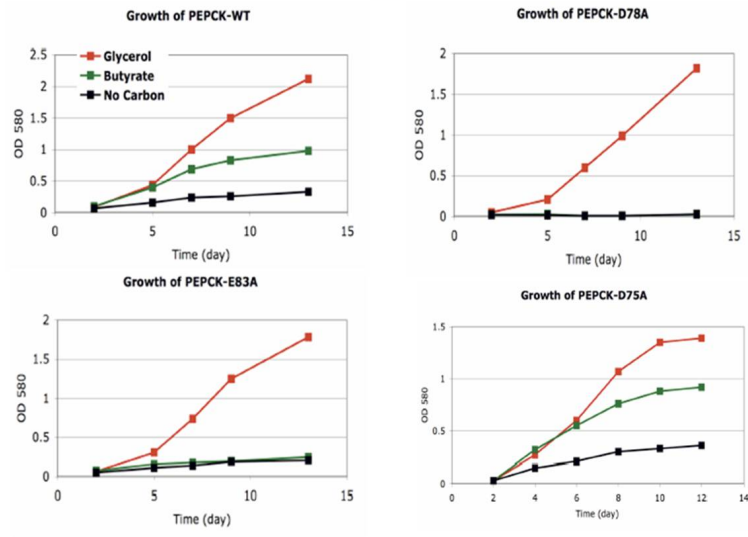 Growth of PEPCK-WT
2.5
2
1.5
1
0.5
0
OD 580
Glycerol
Butyrate
No Carbon
0 5 10 15
Time (day)
Growth of PEPCK-D78A
2
1.5
1
0.5
0
OD 580
0 5 10 15
Time (day)
Growth of PEPCK-E83A
2
1.5
1
0.5
0
OD 580
0 5 10 15
Time (day)
Growth of PEPCK-D75A
1.5
1
0.5
0
OD 580
0 2 4 6 8 10 12 14
Time (day)